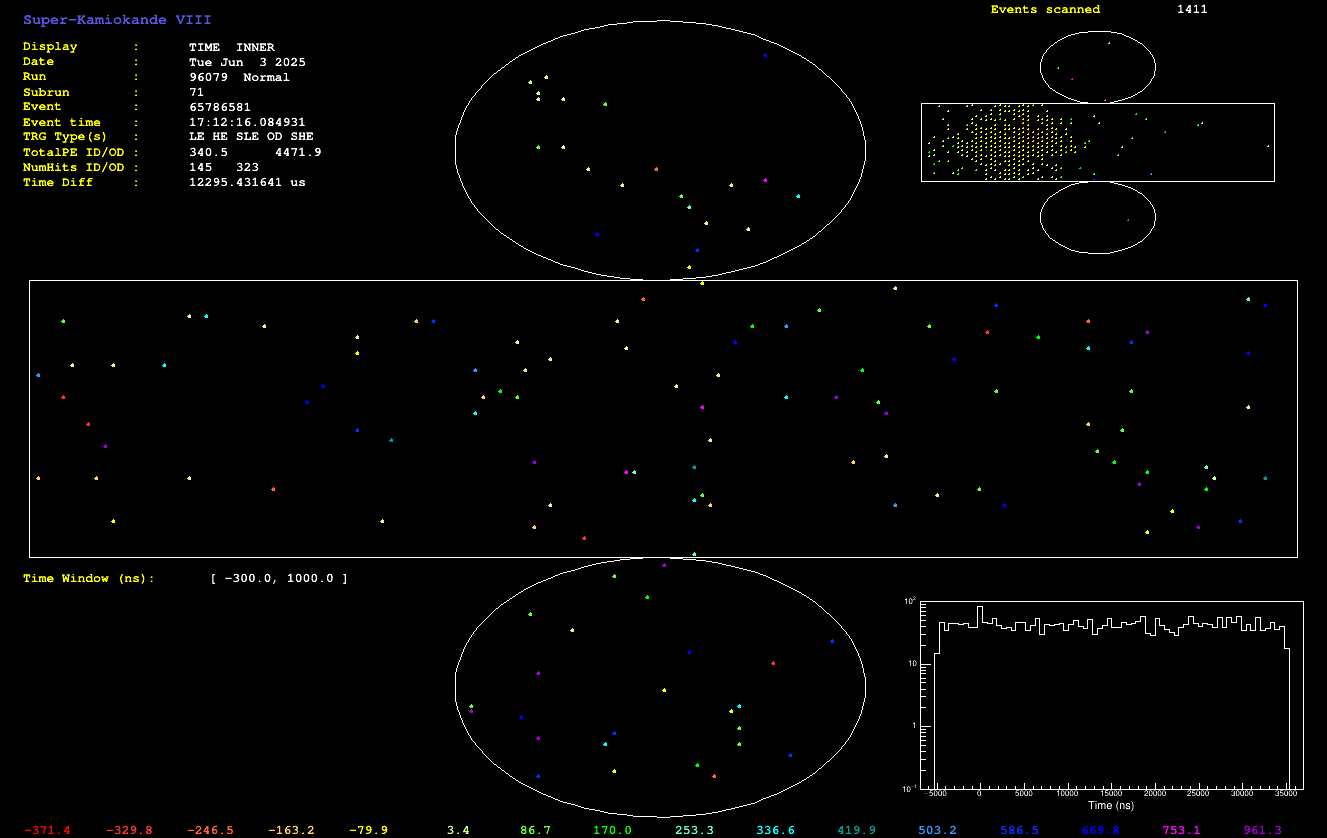 Super-Kamiokande VIII
Events scanned 1411
Display : TIME INNER
Date : Tue Jun 3 2025
Run : 96079 Normal
Subrun : 71
Event : 65786581
Event time : 17:12:16.084931
TRG Type(s) : LE HE SLE OD SHE
TotalPE ID/OD : 340.5 4471.9
NumHits ID/OD : 145 323
Time Diff : 12295.431641 us
Time Window (ns): [ -300.0, 1000.0 ]
10²
10
1
10⁻¹
-5000 0 5000 10000 15000 20000 25000 30000 35000
Time (ns)
-371.4 -329.8 -246.5 -163.2 -79.9 3.4 86.7 170.0 253.3 336.6 419.9 503.2 586.5 669.8 753.1 961.3